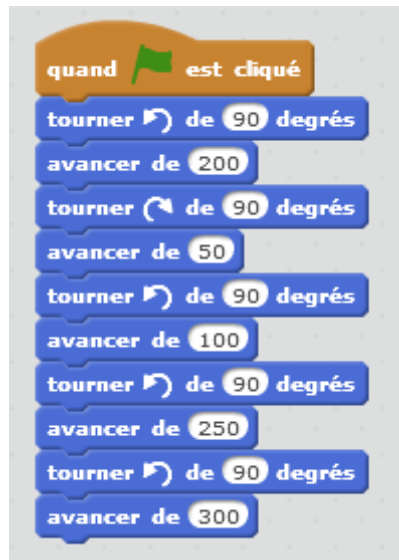 quand est cliqué
tourner de 90 degrés
avancer de 200
tourner de 90 degrés
avancer de 50
tourner de 90 degrés
avancer de 100
tourner de 90 degrés
avancer de 250
tourner de 90 degrés
avancer de 300